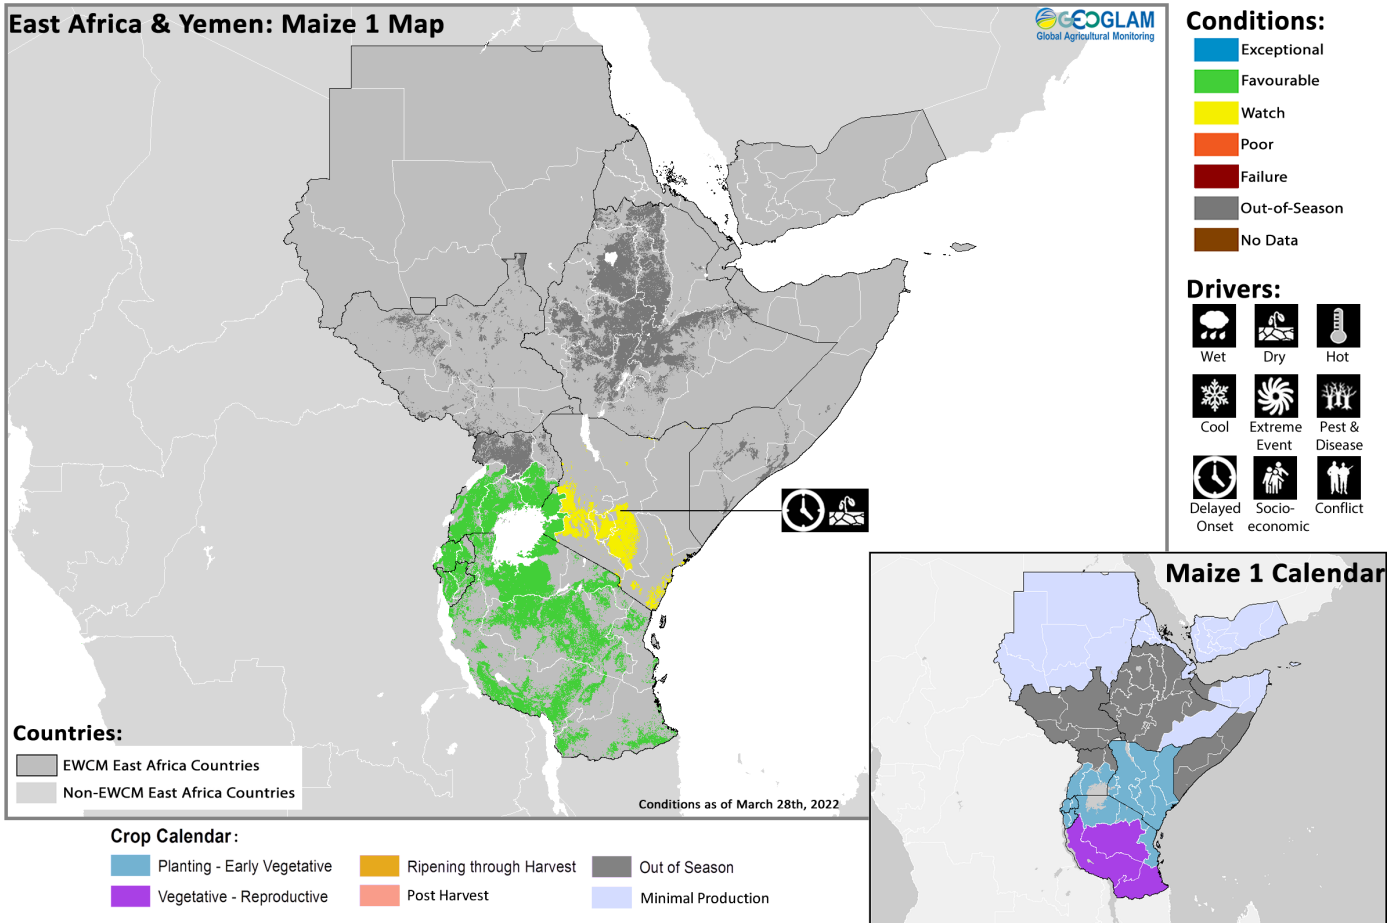 East Africa & Yemen: Maize 1 Map
GEOGLAM
Global Agricultural Monitoring
Conditions:
Exceptional
Favourable
Watch
Poor
Failure
Out-of-Season
No Data
Drivers:
Wet
Dry
Hot
Cool
Extreme
Event
Pest &
Disease
Delayed
Onset
Socio-
economic
Conflict
Maize 1 Calendar
Countries:
EWCM East Africa Countries
Non-EWCM East Africa Countries
Conditions as of March 28th, 2022
Crop Calendar:
Planting - Early Vegetative
Ripening through Harvest
Out of Season
Vegetative - Reproductive
Post Harvest
Minimal Production